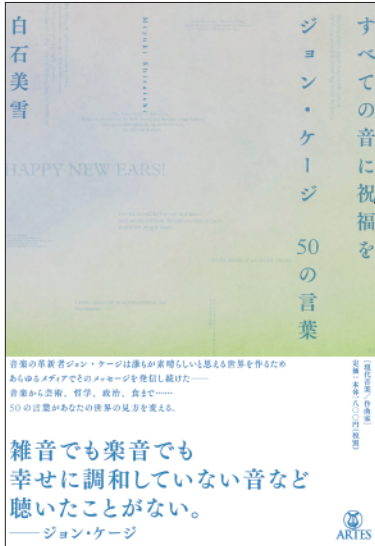 すべての音に祝福を
ジョン・ケージ 50の言葉
Mizuki Shiraishi
白石美雪
HAPPY NEW EARS!
音楽の革新者ジョン・ケージは誰もが素晴らしいと思える世界を作るため
あらゆるメディアでそのメッセージを発信し続けた——
音楽から芸術、哲学、政治、食まで……
50の言葉があなたの世界の見方を変える。
雑音でも楽音でも
幸せに調和していない音など
聴いたことがない。
——ジョン・ケージ
[現代音楽/作曲家]
定価:本体一八〇〇円[税別]
ARTES